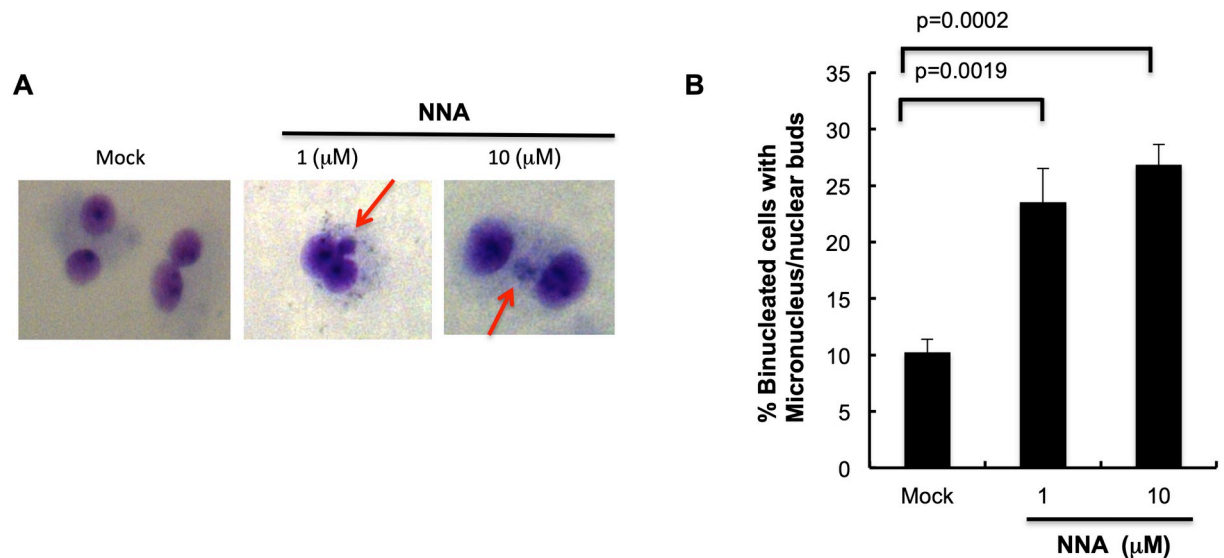 A
NNA
Mock
1 (μM)
10 (μM)
B
p=0.0002
p=0.0019
% Binucleated cells with
Micronucleus/nuclear buds
35
30
25
20
15
10
5
0
Mock
1
10
NNA (μM)